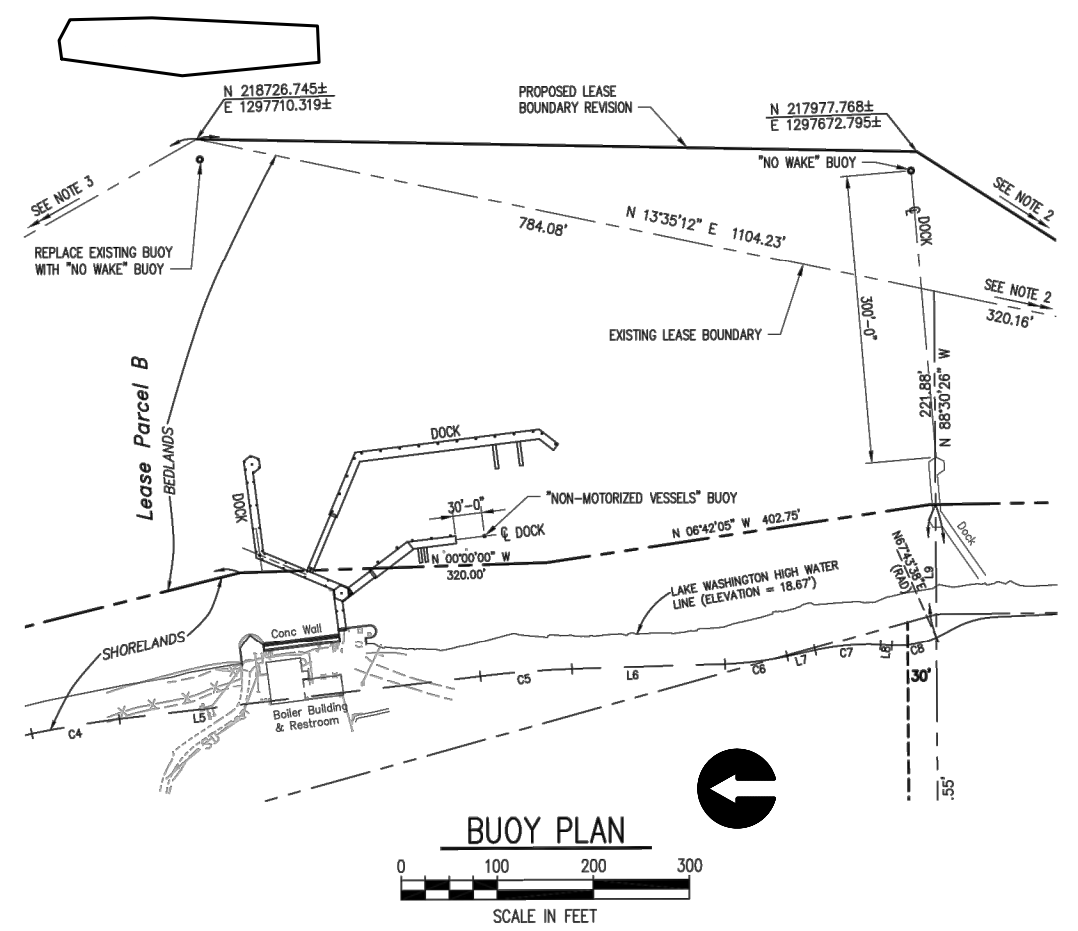 N 218726.745±
E 1297710.319±
PROPOSED LEASE
BOUNDARY REVISION
N 217977.768±
E 1297672.795±
"NO WAKE" BUOY
SEE NOTE 3
SEE NOTE 2
REPLACE EXISTING BUOY
WITH "NO WAKE" BUOY
784.08'
N 13°35'12" E 1104.23'
℄ DOCK
SEE NOTE 2
320.16'
EXISTING LEASE BOUNDARY
300'-0"
221.88'
N 88°30'26" W
Lease Parcel B
BEDLANDS
DOCK
DOCK
30'-0"
"NON-MOTORIZED VESSELS" BUOY
℄ DOCK
N 00°00'00" W
320.00'
N 06°42'05" W 402.75'
Dock
N67°43'38"E
(RAD)
L9
LAKE WASHINGTON HIGH WATER
LINE (ELEVATION = 18.67')
SHORELANDS
Conc Wall
C4
L5
C5
L6
C6
L7
C7
L8
C8
30'
Boiler Building
& Restroom
SD
.55'
BUOY PLAN
0 100 200 300
SCALE IN FEET